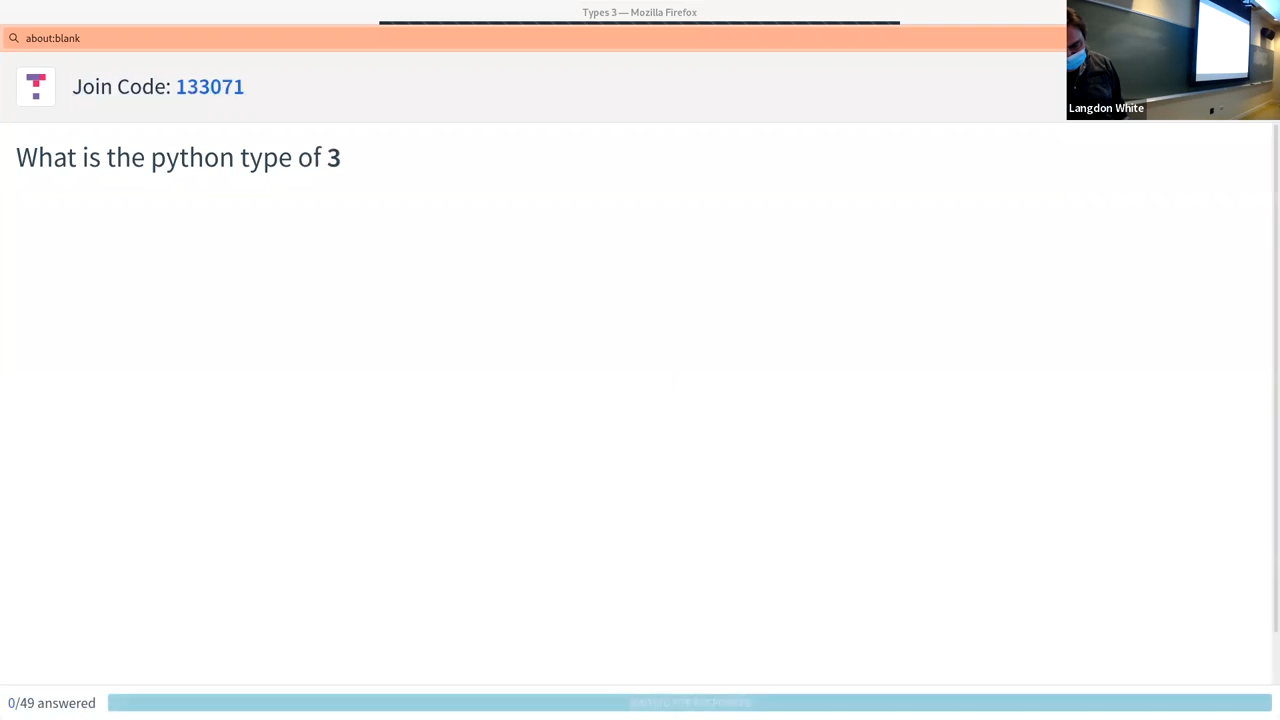 Types 3 — Mozilla Firefox
about:blank
Join Code: 133071
Langdon White
What is the python type of 3
0/49 answered